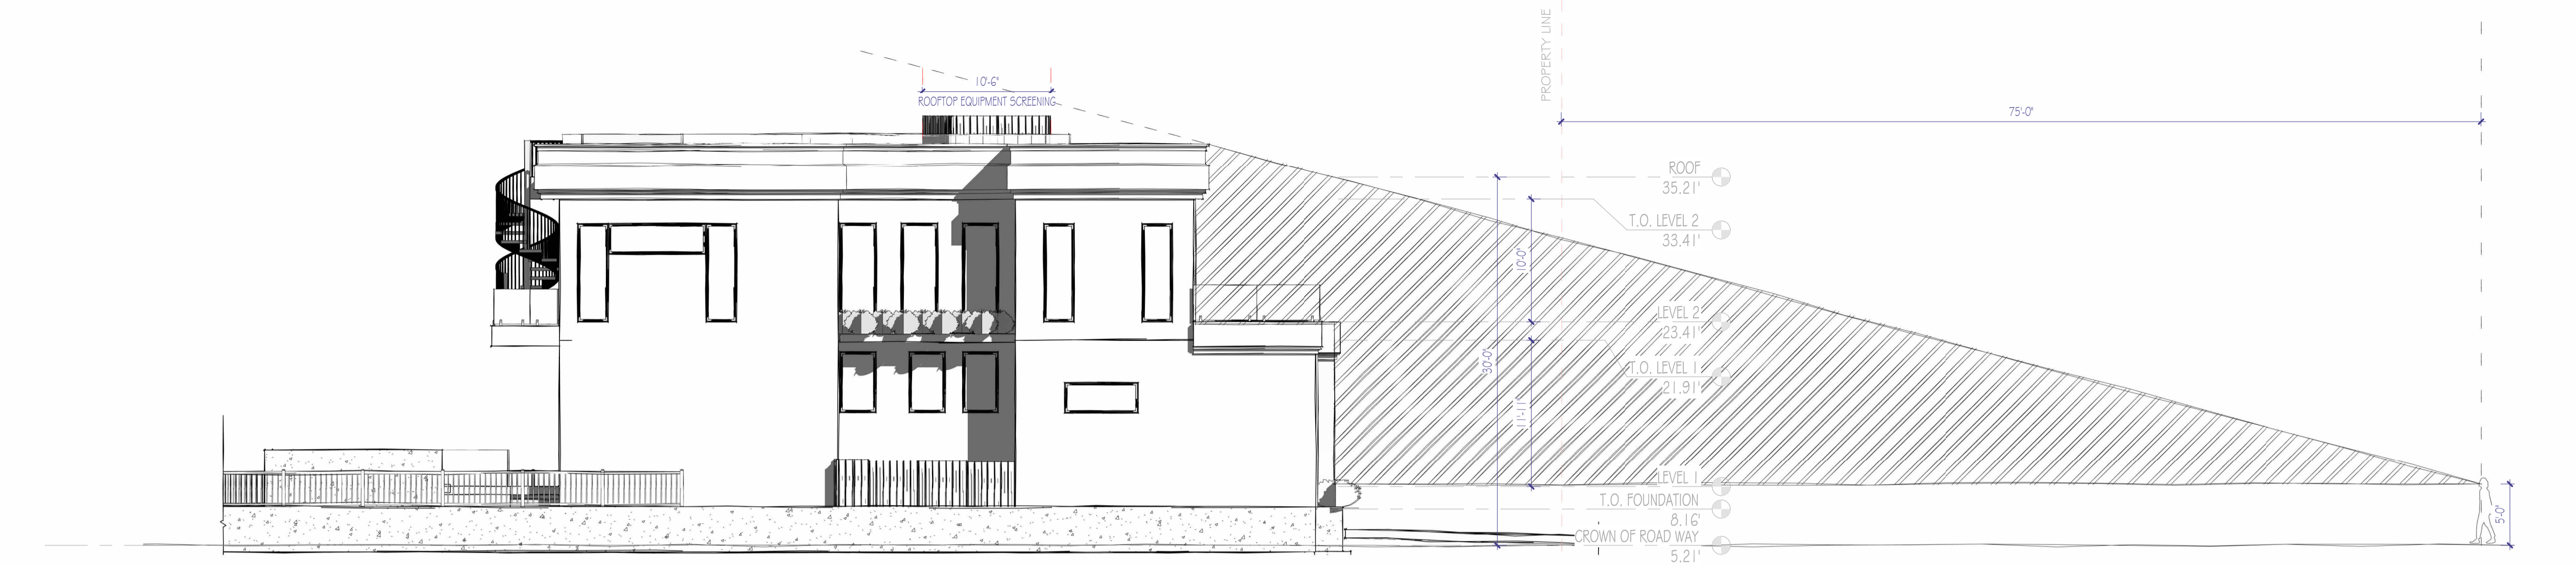 PROPERTY LINE
10'-6"
ROOFTOP EQUIPMENT SCREENING
75'-0"
ROOF
35.21'
T.O. LEVEL 2
33.41'
10'-0"
LEVEL 2
23.41'
30'-0"
T.O. LEVEL 1
21.91'
11'-11"
LEVEL 1
T.O. FOUNDATION
8.16'
CROWN OF ROAD WAY
5.21'
5'-0"